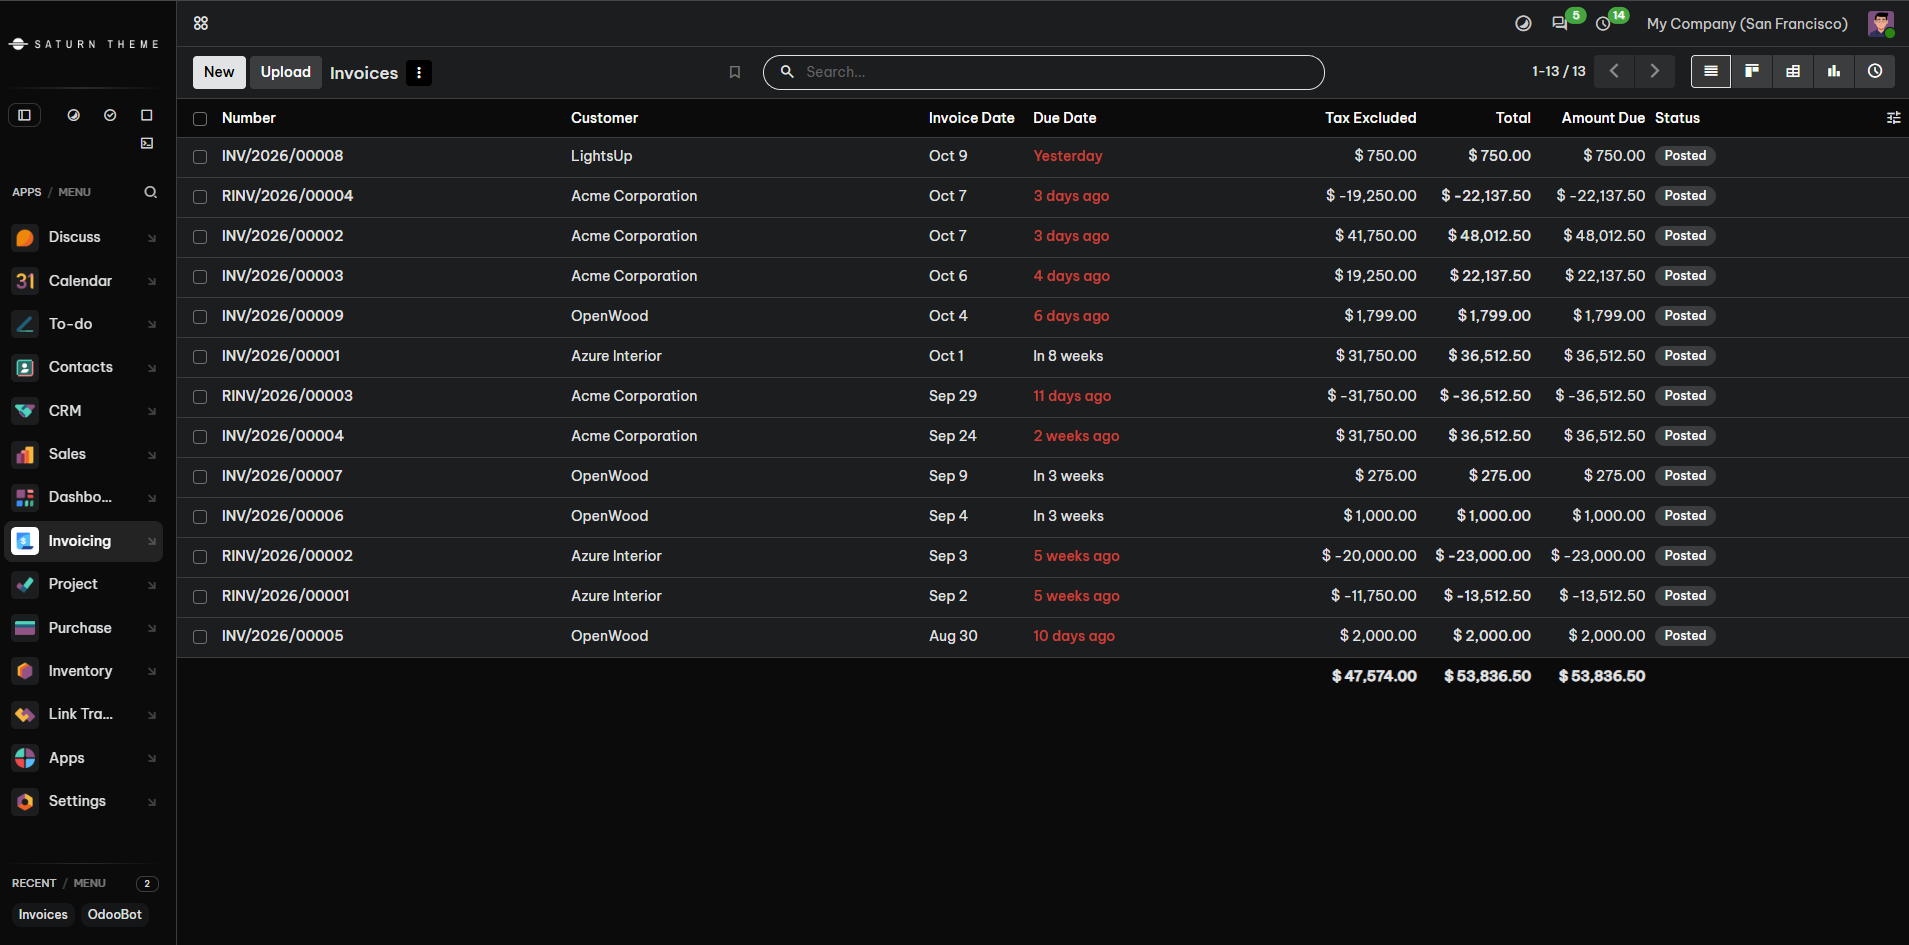 SATURN THEME
5
14
My Company (San Francisco)
New
Upload
Invoices
Search...
1-13 / 13
APPS / MENU
Discuss
31 Calendar
To-do
Contacts
CRM
Sales
Dashbo...
Invoicing
Project
Purchase
Inventory
Link Tra...
Apps
Settings
RECENT / MENU 2
Invoices OdooBot
Number Customer Invoice Date Due Date Tax Excluded Total Amount Due Status
INV/2026/00008 LightsUp Oct 9 Yesterday $ 750.00 $ 750.00 $ 750.00 Posted
RINV/2026/00004 Acme Corporation Oct 7 3 days ago $ -19,250.00 $ -22,137.50 $ -22,137.50 Posted
INV/2026/00002 Acme Corporation Oct 7 3 days ago $ 41,750.00 $ 48,012.50 $ 48,012.50 Posted
INV/2026/00003 Acme Corporation Oct 6 4 days ago $ 19,250.00 $ 22,137.50 $ 22,137.50 Posted
INV/2026/00009 OpenWood Oct 4 6 days ago $ 1,799.00 $ 1,799.00 $ 1,799.00 Posted
INV/2026/00001 Azure Interior Oct 1 In 8 weeks $ 31,750.00 $ 36,512.50 $ 36,512.50 Posted
RINV/2026/00003 Acme Corporation Sep 29 11 days ago $ -31,750.00 $ -36,512.50 $ -36,512.50 Posted
INV/2026/00004 Acme Corporation Sep 24 2 weeks ago $ 31,750.00 $ 36,512.50 $ 36,512.50 Posted
INV/2026/00007 OpenWood Sep 9 In 3 weeks $ 275.00 $ 275.00 $ 275.00 Posted
INV/2026/00006 OpenWood Sep 4 In 3 weeks $ 1,000.00 $ 1,000.00 $ 1,000.00 Posted
RINV/2026/00002 Azure Interior Sep 3 5 weeks ago $ -20,000.00 $ -23,000.00 $ -23,000.00 Posted
RINV/2026/00001 Azure Interior Sep 2 5 weeks ago $ -11,750.00 $ -13,512.50 $ -13,512.50 Posted
INV/2026/00005 OpenWood Aug 30 10 days ago $ 2,000.00 $ 2,000.00 $ 2,000.00 Posted
$ 47,574.00 $ 53,836.50 $ 53,836.50